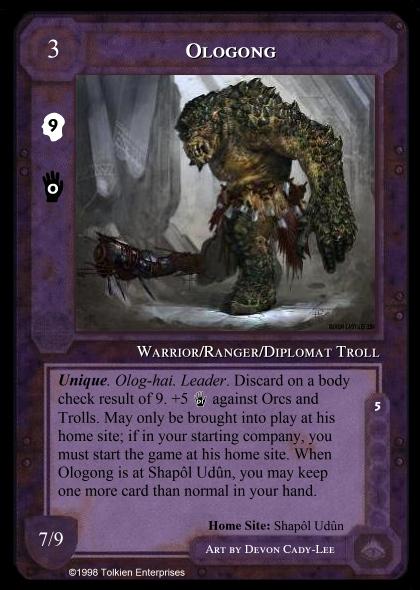 3
OLOGONG
9
0
WARRIOR/RANGER/DIPLOMAT TROLL
Unique. Olog-hai. Leader. Discard on a body
check result of 9. +5 DI against Orcs and
Trolls. May only be brought into play at his
home site; if in your starting company, you
must start the game at his home site. When
Ologong is at Shapôl Udûn, you may keep
one more card than normal in your hand.
5
Home Site: Shapôl Udûn
7/9
ART BY DEVON CADY-LEE
©1998 Tolkien Enterprises